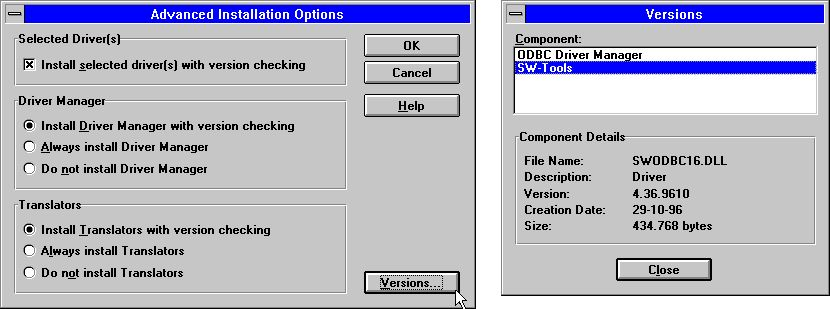 Advanced Installation Options
Selected Driver(s)
Install selected driver(s) with version checking
Driver Manager
Install Driver Manager with version checking
Always install Driver Manager
Do not install Driver Manager
Translators
Install Translators with version checking
Always install Translators
Do not install Translators
OK
Cancel
Help
Versions...
Versions
Component:
ODBC Driver Manager
SW-Tools
Component Details
File Name: SWODBC16.DLL
Description: Driver
Version: 4.36.9610
Creation Date: 29-10-96
Size: 434.768 bytes
Close